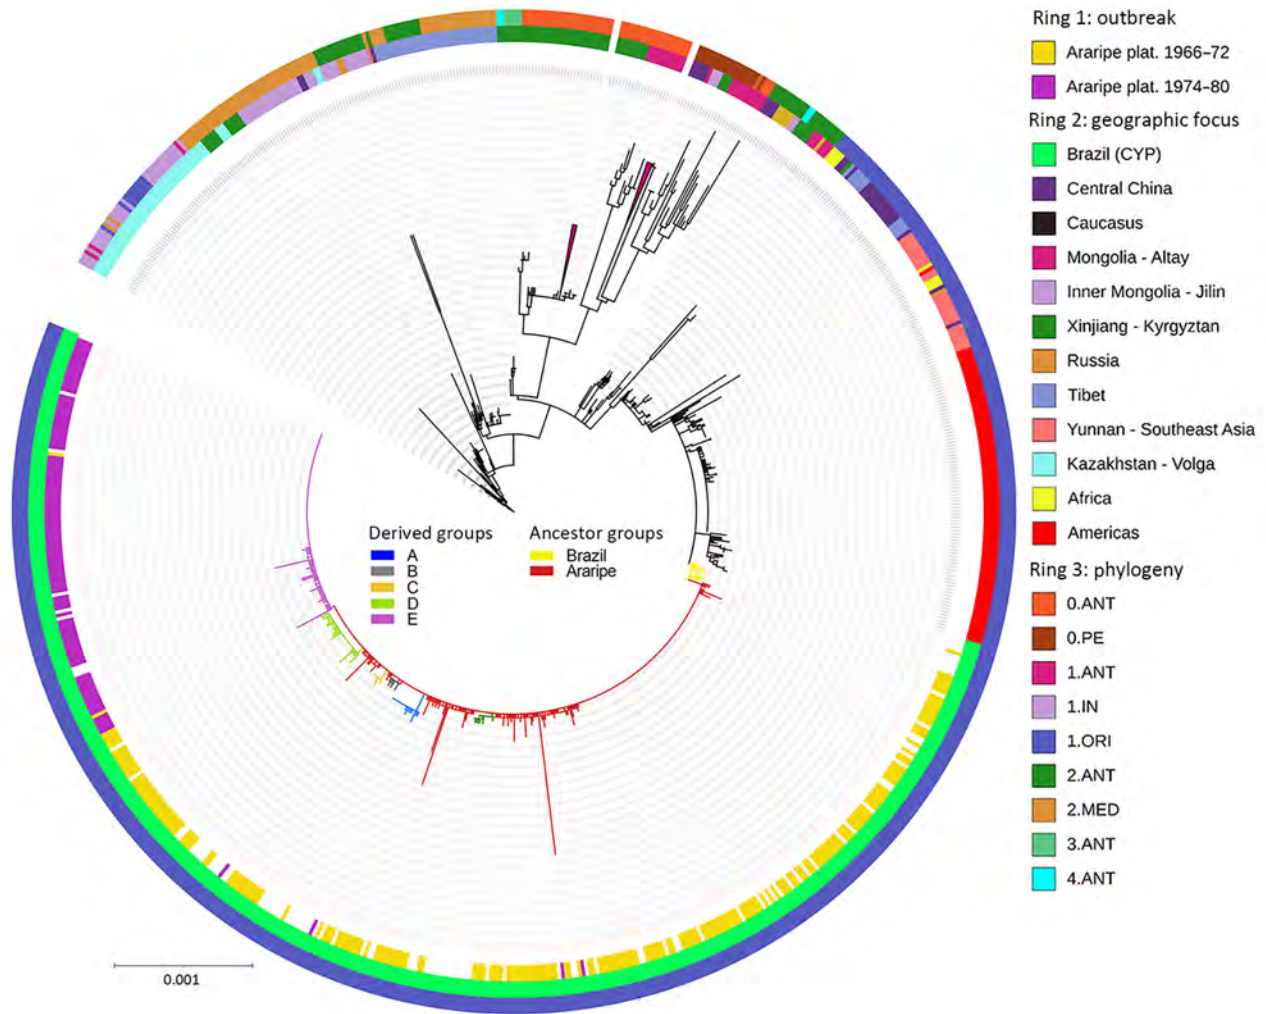 Ring 1: outbreak
Araripe plat. 1966–72
Araripe plat. 1974–80
Ring 2: geographic focus
Brazil (CYP)
Central China
Caucasus
Mongolia - Altay
Inner Mongolia - Jilin
Xinjiang - Kyrgyztan
Russia
Tibet
Yunnan - Southeast Asia
Kazakhstan - Volga
Africa
Americas
Ring 3: phylogeny
0.ANT
0.PE
1.ANT
1.IN
1.ORI
2.ANT
2.MED
3.ANT
4.ANT
Derived groups
A
B
C
D
E
Ancestor groups
Brazil
Araripe
0.001